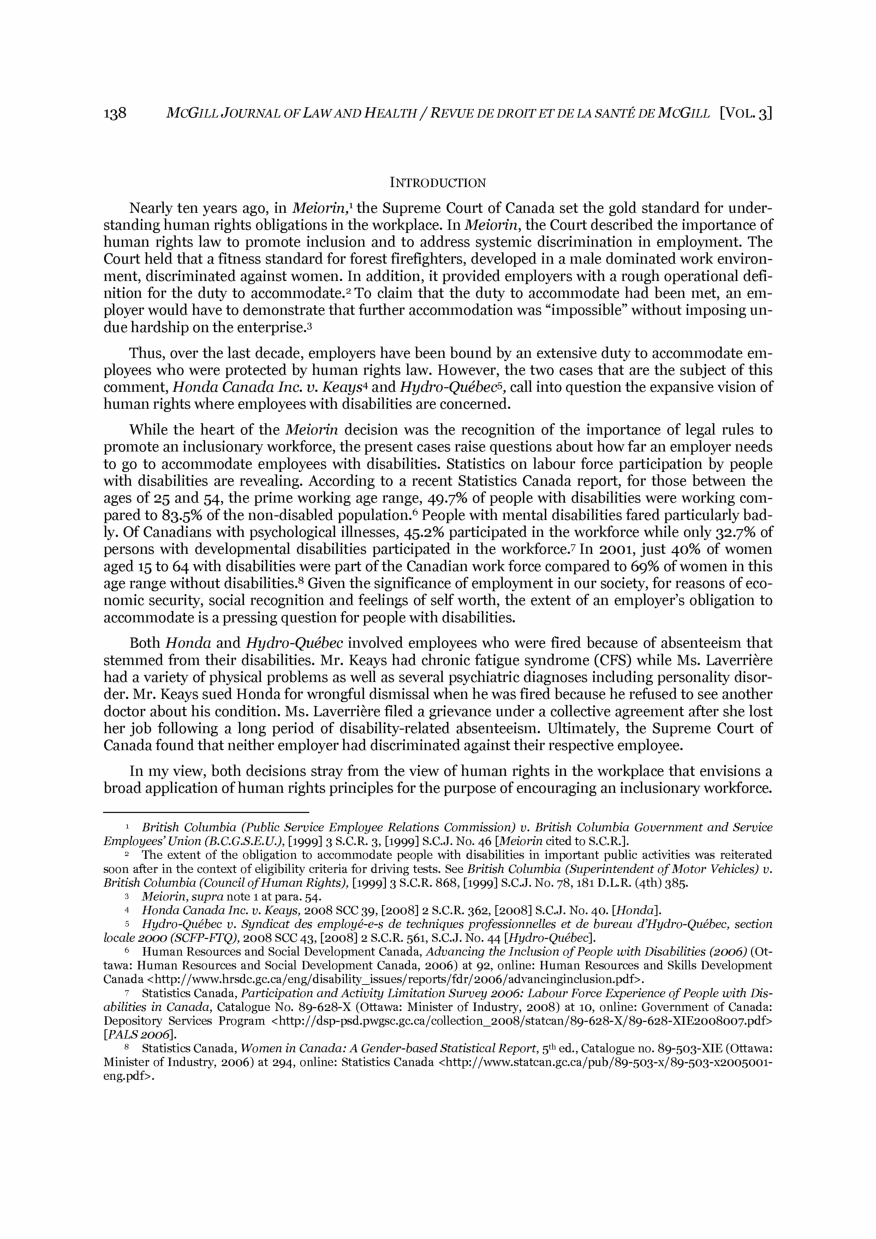 138 MCGILL JOURNAL OF LAW AND HEALTH / REVUE DE DROIT ET DE LA SANTÉ DE MCGILL [VOL. 3]
INTRODUCTION
Nearly ten years ago, in Meiorin,¹ the Supreme Court of Canada set the gold standard for under-
standing human rights obligations in the workplace. In Meiorin, the Court described the importance of
human rights law to promote inclusion and to address systemic discrimination in employment. The
Court held that a fitness standard for forest firefighters, developed in a male dominated work environ-
ment, discriminated against women. In addition, it provided employers with a rough operational defi-
nition for the duty to accommodate.² To claim that the duty to accommodate had been met, an em-
ployer would have to demonstrate that further accommodation was “impossible” without imposing un-
due hardship on the enterprise.³
Thus, over the last decade, employers have been bound by an extensive duty to accommodate em-
ployees who were protected by human rights law. However, the two cases that are the subject of this
comment, Honda Canada Inc. v. Keays⁴ and Hydro-Québec⁵, call into question the expansive vision of
human rights where employees with disabilities are concerned.
While the heart of the Meiorin decision was the recognition of the importance of legal rules to
promote an inclusionary workforce, the present cases raise questions about how far an employer needs
to go to accommodate employees with disabilities. Statistics on labour force participation by people
with disabilities are revealing. According to a recent Statistics Canada report, for those between the
ages of 25 and 54, the prime working age range, 49.7% of people with disabilities were working com-
pared to 83.5% of the non-disabled population.⁶ People with mental disabilities fared particularly bad-
ly. Of Canadians with psychological illnesses, 45.2% participated in the workforce while only 32.7% of
persons with developmental disabilities participated in the workforce.⁷ In 2001, just 40% of women
aged 15 to 64 with disabilities were part of the Canadian work force compared to 69% of women in this
age range without disabilities.⁸ Given the significance of employment in our society, for reasons of eco-
nomic security, social recognition and feelings of self worth, the extent of an employer’s obligation to
accommodate is a pressing question for people with disabilities.
Both Honda and Hydro-Québec involved employees who were fired because of absenteeism that
stemmed from their disabilities. Mr. Keays had chronic fatigue syndrome (CFS) while Ms. Laverrière
had a variety of physical problems as well as several psychiatric diagnoses including personality disor-
der. Mr. Keays sued Honda for wrongful dismissal when he was fired because he refused to see another
doctor about his condition. Ms. Laverrière filed a grievance under a collective agreement after she lost
her job following a long period of disability-related absenteeism. Ultimately, the Supreme Court of
Canada found that neither employer had discriminated against their respective employee.
In my view, both decisions stray from the view of human rights in the workplace that envisions a
broad application of human rights principles for the purpose of encouraging an inclusionary workforce.
¹ British Columbia (Public Service Employee Relations Commission) v. British Columbia Government and Service
Employees’ Union (B.C.G.S.E.U.), [1999] 3 S.C.R. 3, [1999] S.C.J. No. 46 [Meiorin cited to S.C.R.].
² The extent of the obligation to accommodate people with disabilities in important public activities was reiterated
soon after in the context of eligibility criteria for driving tests. See British Columbia (Superintendent of Motor Vehicles) v.
British Columbia (Council of Human Rights), [1999] 3 S.C.R. 868, [1999] S.C.J. No. 78, 181 D.L.R. (4th) 385.
³ Meiorin, supra note 1 at para. 54.
⁴ Honda Canada Inc. v. Keays, 2008 SCC 39, [2008] 2 S.C.R. 362, [2008] S.C.J. No. 40. [Honda].
⁵ Hydro-Québec v. Syndicat des employé-e-s de techniques professionnelles et de bureau d’Hydro-Québec, section
locale 2000 (SCFP-FTQ), 2008 SCC 43, [2008] 2 S.C.R. 561, S.C.J. No. 44 [Hydro-Québec].
⁶ Human Resources and Social Development Canada, Advancing the Inclusion of People with Disabilities (2006) (Ot-
tawa: Human Resources and Social Development Canada, 2006) at 92, online: Human Resources and Skills Development
Canada <http://www.hrsdc.gc.ca/eng/disability_issues/reports/fdr/2006/advancinginclusion.pdf>.
⁷ Statistics Canada, Participation and Activity Limitation Survey 2006: Labour Force Experience of People with Dis-
abilities in Canada, Catalogue No. 89-628-X (Ottawa: Minister of Industry, 2008) at 10, online: Government of Canada:
Depository Services Program <http://dsp-psd.pwgsc.gc.ca/collection_2008/statcan/89-628-X/89-628-XIE2008007.pdf>
[PALS 2006].
⁸ Statistics Canada, Women in Canada: A Gender-based Statistical Report, 5th ed., Catalogue no. 89-503-XIE (Ottawa:
Minister of Industry, 2006) at 294, online: Statistics Canada <http://www.statcan.gc.ca/pub/89-503-x/89-503-x2005001-
eng.pdf>.